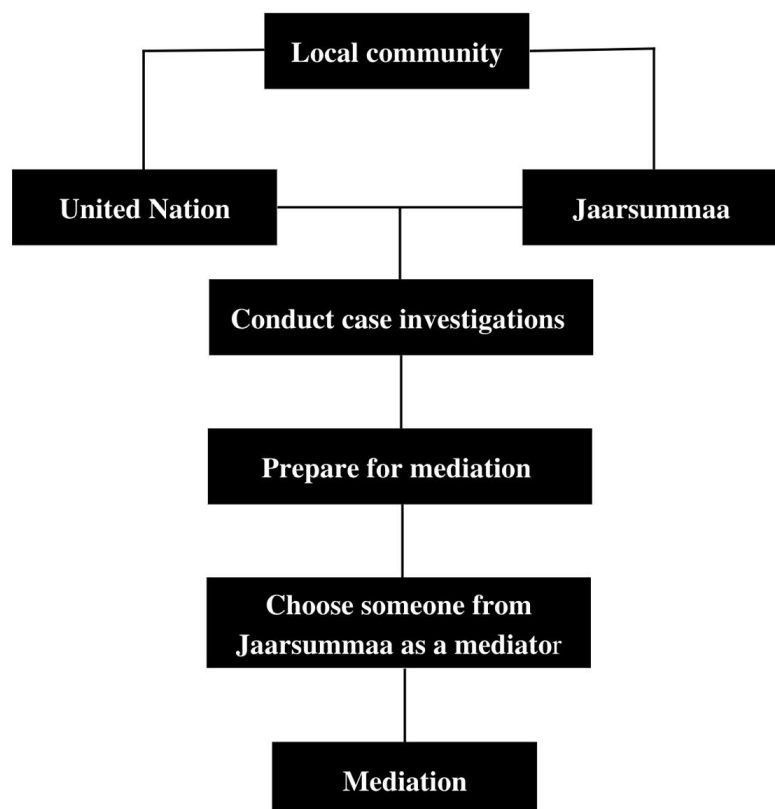 Local community
United Nation
Jaarsummaa
Conduct case investigations
Prepare for mediation
Choose someone from
Jaarsummaa as a mediator
Mediation